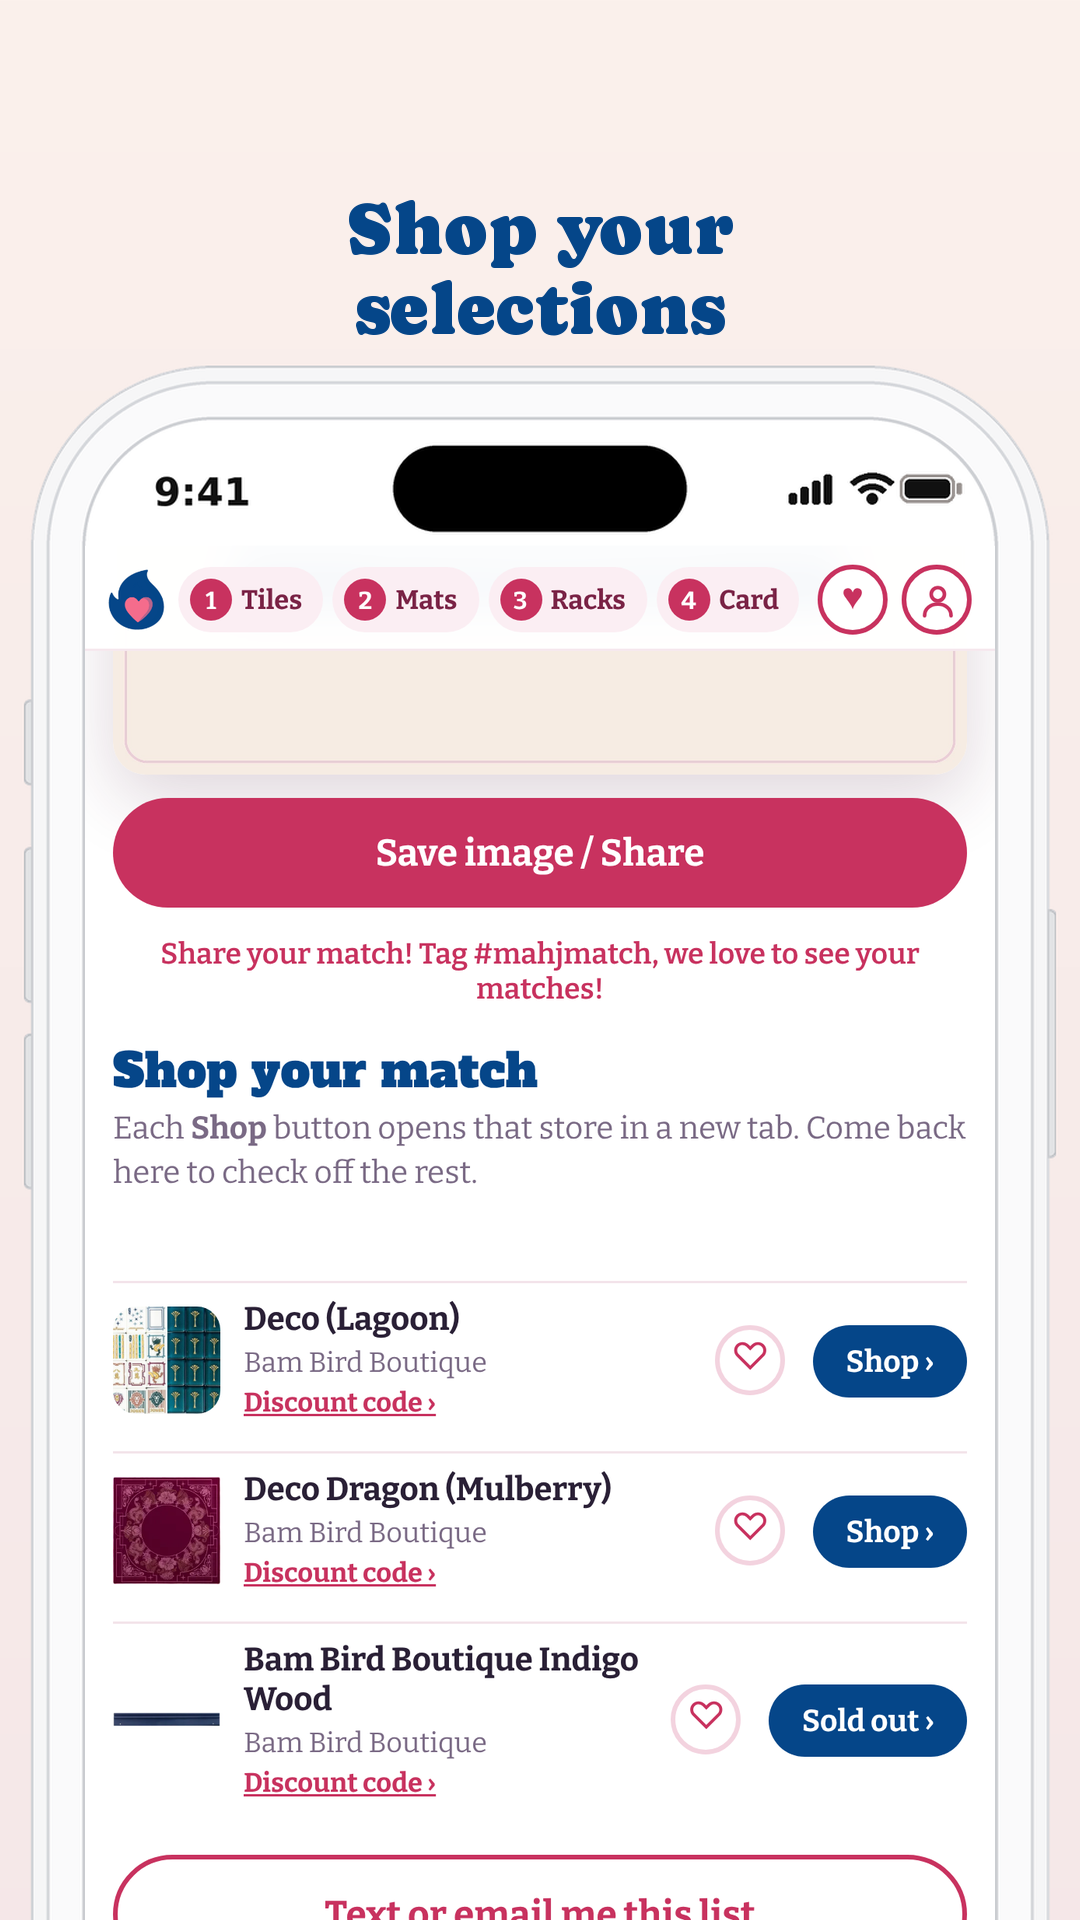 Shop your
selections
9:41
1 Tiles 2 Mats 3 Racks 4 Card
Save image / Share
Share your match! Tag #mahjmatch, we love to see your
matches!
Shop your match
Each Shop button opens that store in a new tab. Come back
here to check off the rest.
Deco (Lagoon)
Bam Bird Boutique
Discount code ›
Shop ›
Deco Dragon (Mulberry)
Bam Bird Boutique
Discount code ›
Shop ›
Bam Bird Boutique Indigo
Wood
Bam Bird Boutique
Discount code ›
Sold out ›
Text or email me this list